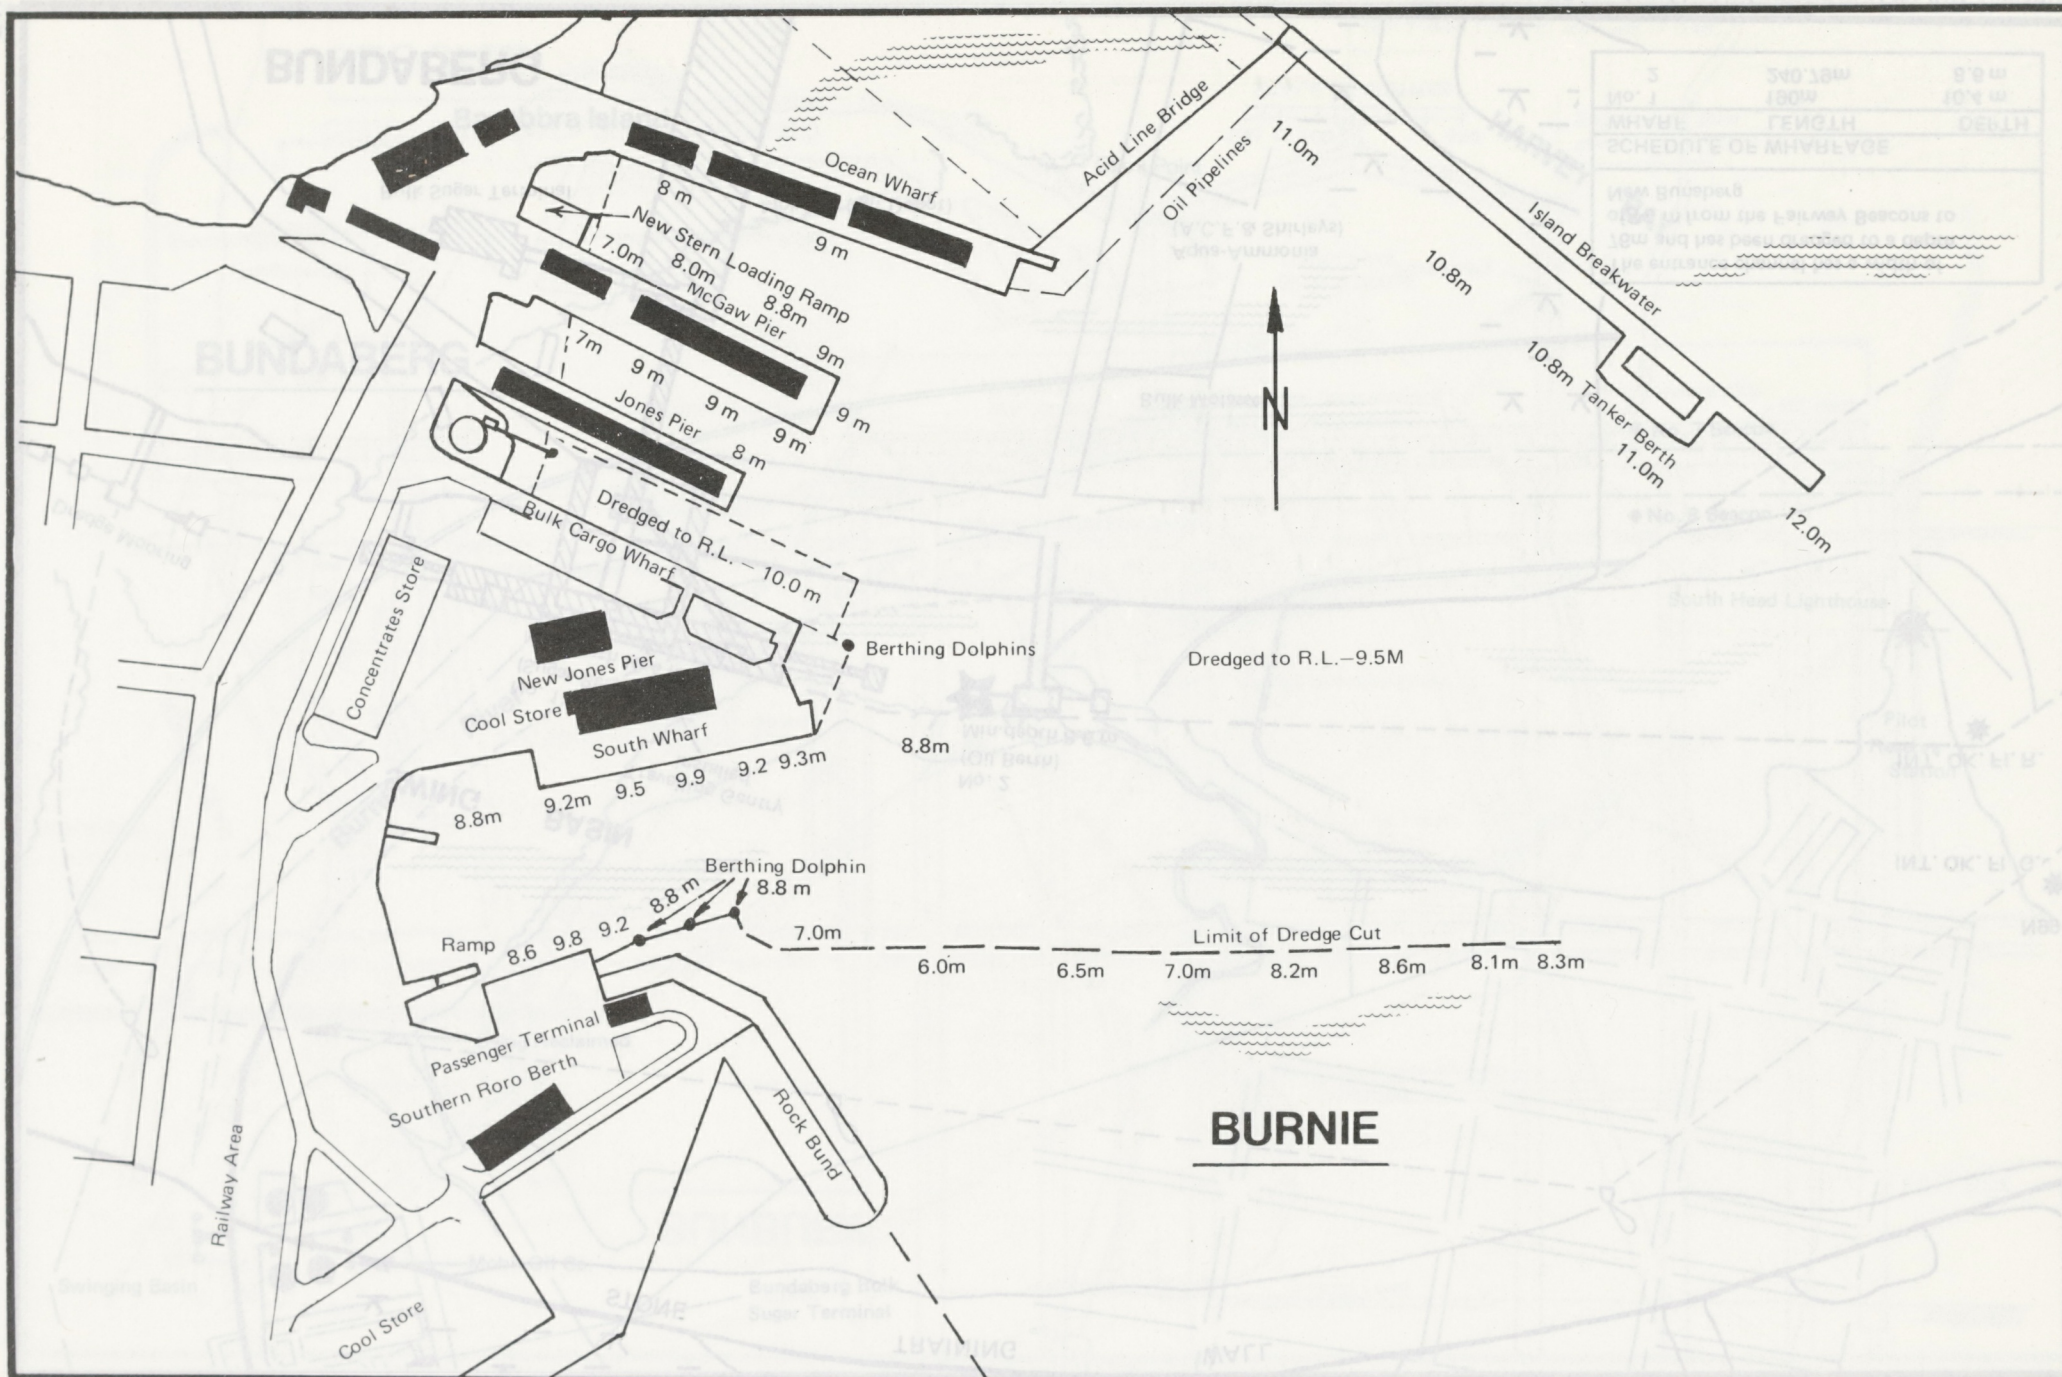 Ocean Wharf
8 m
9 m
New Stern Loading Ramp
7.0m
8.0m
8.8m
McGaw Pier
9m
9 m
7m
9 m
9 m
9 m
Jones Pier
8 m
Acid Line Bridge
Oil Pipelines
11.0m
Island Breakwater
10.8m
10.8m
Tanker Berth
11.0m
12.0m
N
Dredged to R.L. – 10.0 m
Bulk Cargo Wharf
Concentrates Store
New Jones Pier
Cool Store
South Wharf
Berthing Dolphins
Dredged to R.L.–9.5M
9.2m
9.5
9.9
9.2
9.3m
8.8m
8.8m
Berthing Dolphin
8.8 m
8.8 m
Ramp
8.6
9.8
9.2
7.0m
Limit of Dredge Cut
6.0m
6.5m
7.0m
8.2m
8.6m
8.1m
8.3m
Passenger Terminal
Southern Roro Berth
Rock Bund
Railway Area
Cool Store
BURNIE